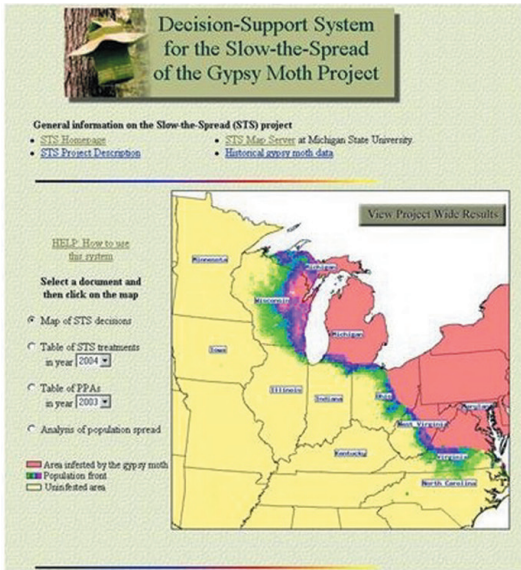 Decision-Support System
for the Slow-the-Spread
of the Gypsy Moth Project
General information on the Slow-the-Spread (STS) project
• STS Homepage
• STS Project Description
• STS Map Server at Michigan State University.
• Historical gypsy moth data
HELP: How to use
this system
Select a document and
then click on the map
Map of STS decisions
Table of STS treatments
in year 2004
Table of PPAs
in year 2003
Analysis of population spread
Area infested by the gypsy moth
Population front
Uninfested area
View Project Wide Results
Minnesota
Michigan
Wisconsin
Michigan
Iowa
Illinois
Indiana
Ohio
Maryland
West Virginia
Kentucky
Virginia
North Carolina